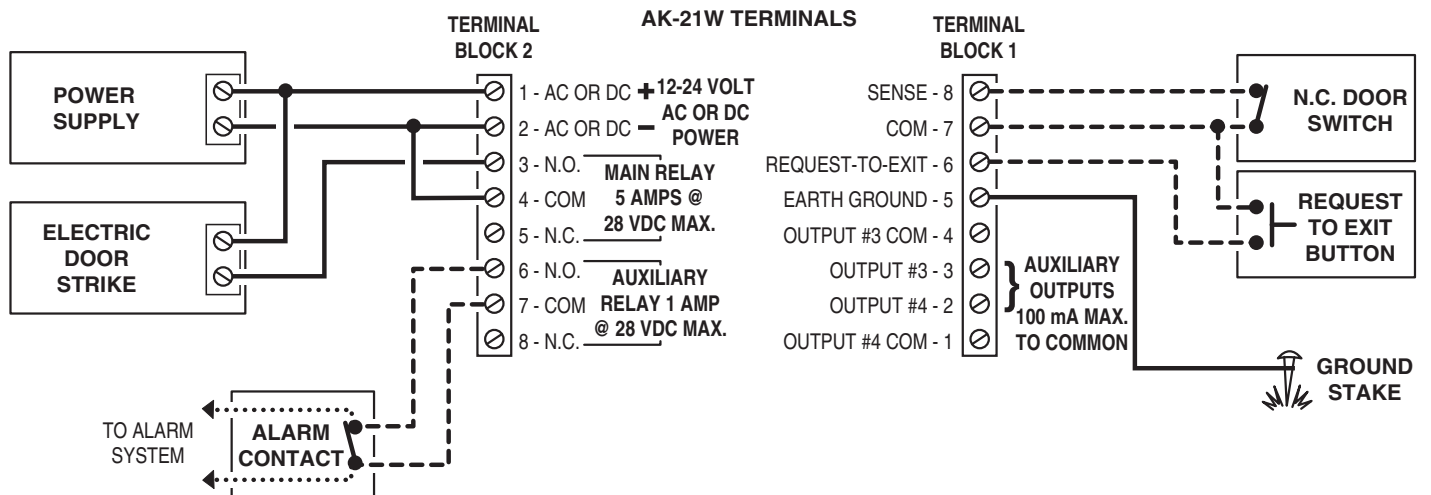 AK-21W TERMINALS
TERMINAL
BLOCK 2
TERMINAL
BLOCK 1
POWER
SUPPLY
ELECTRIC
DOOR
STRIKE
1 - AC OR DC +
2 - AC OR DC –
12-24 VOLT
AC OR DC
POWER
3 - N.O.
4 - COM
5 - N.C.
MAIN RELAY
5 AMPS @
28 VDC MAX.
6 - N.O.
7 - COM
8 - N.C.
AUXILIARY
RELAY 1 AMP
@ 28 VDC MAX.
TO ALARM
SYSTEM
ALARM
CONTACT
SENSE - 8
COM - 7
REQUEST-TO-EXIT - 6
EARTH GROUND - 5
OUTPUT #3 COM - 4
OUTPUT #3 - 3
OUTPUT #4 - 2
OUTPUT #4 COM - 1
AUXILIARY
OUTPUTS
100 mA MAX.
TO COMMON
N.C. DOOR
SWITCH
REQUEST
TO EXIT
BUTTON
GROUND
STAKE